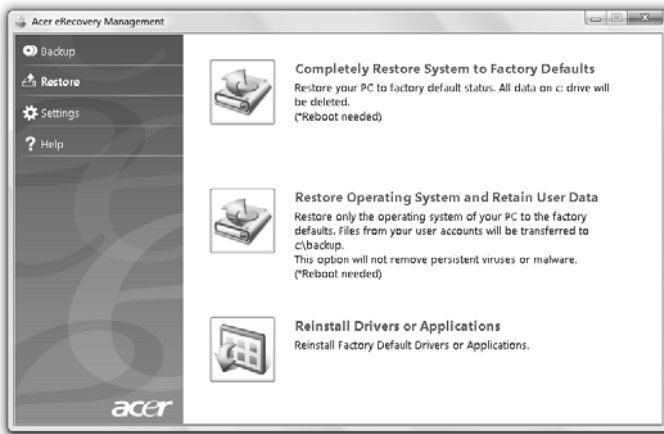 Acer eRecovery Management
Backup
Restore
Settings
? Help
Completely Restore System to Factory Defaults
Restore your PC to factory default status. All data on c: drive will
be deleted.
(*Reboot needed)
Restore Operating System and Retain User Data
Restore only the operating system of your PC to the factory
defaults. Files from your user accounts will be transferred to
c:\backup.
This option will not remove persistent viruses or malware.
(*Reboot needed)
Reinstall Drivers or Applications
Reinstall Factory Default Drivers or Applications.
acer